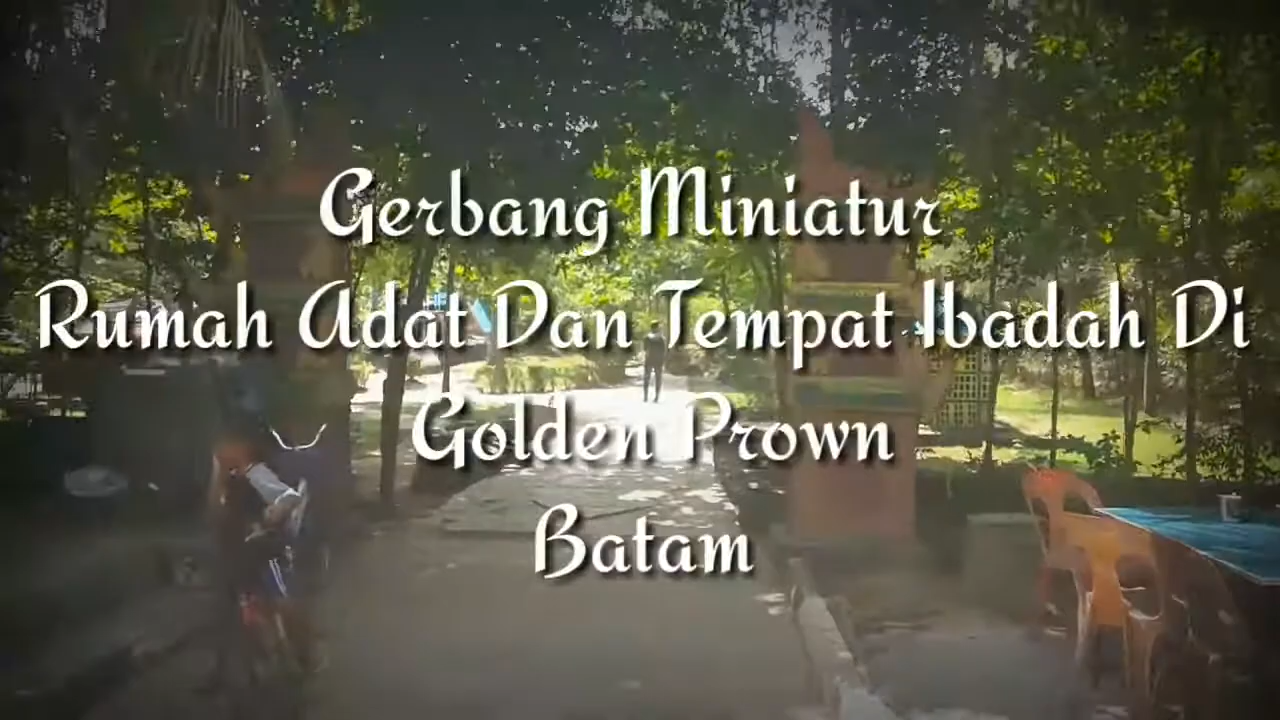 Gerbang Miniatur
Rumah Adat Dan Tempat Ibadah Di
Golden Prown
Batam